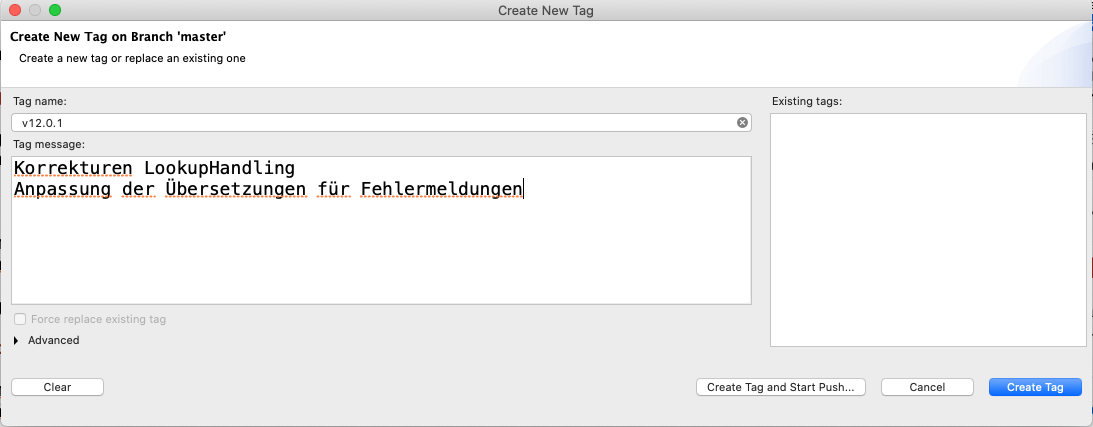 Create New Tag
Create New Tag on Branch 'master'
Create a new tag or replace an existing one
Tag name:
v12.0.1
Tag message:
Korrekturen LookupHandling
Anpassung der Übersetzungen für Fehlermeldungen
Existing tags:
Force replace existing tag
Advanced
Clear
Create Tag and Start Push...
Cancel
Create Tag